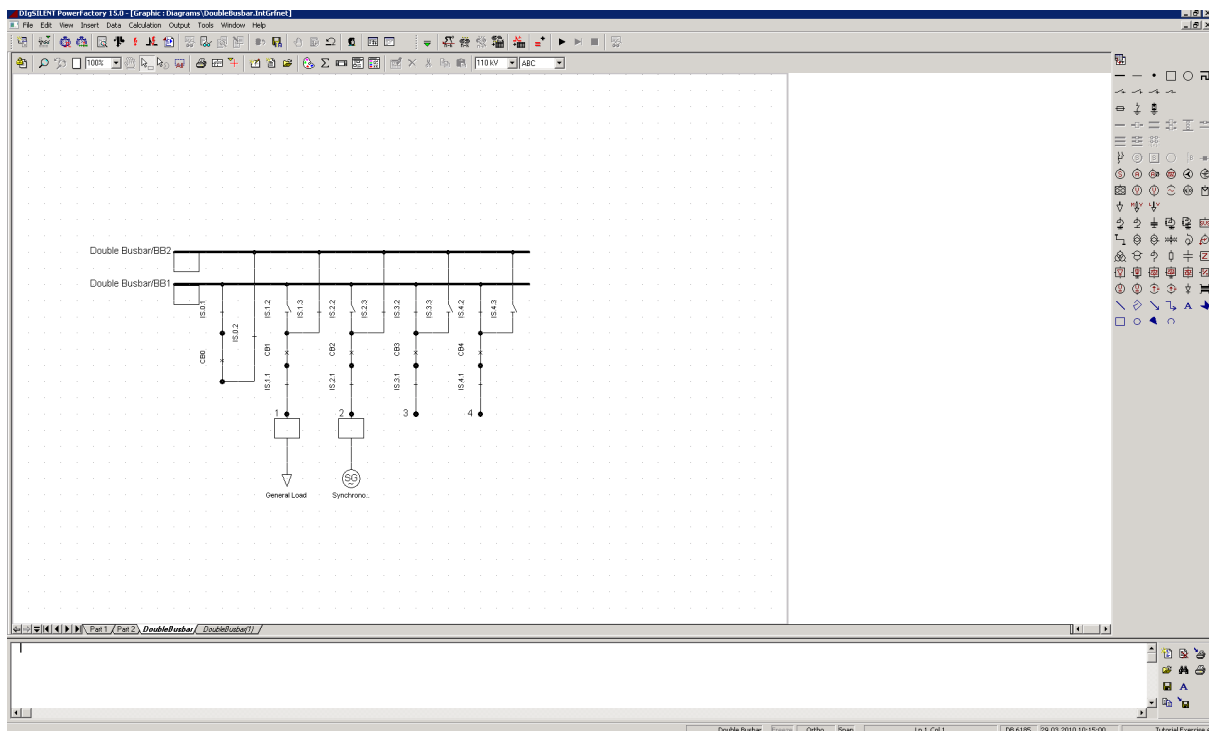 DIgSILENT PowerFactory 15.0 - [Graphic : Diagrams\DoubleBusbar.IntGrfnet]
File Edit View Insert Data Calculation Output Tools Window Help
100% 110 kV ABC
Double Busbar/BB2
Double Busbar/BB1
IS.0.1 IS.0.2 IS.1.2 IS.1.3 IS.2.2 IS.2.3 IS.3.2 IS.3.3 IS.4.2 IS.4.3
CB0 CB1 CB2 CB3 CB4
IS.1.1 IS.2.1 IS.3.1 IS.4.1
1 2 3 4
SG
General Load Synchrono..
Part 1 Part 2 DoubleBusbar DoubleBusbar(1)
Double Busbar Freeze Ortho Snap Ln 1, Col 1 DB 6185 29.03.2010 10:15:00 Tutorial Exercise